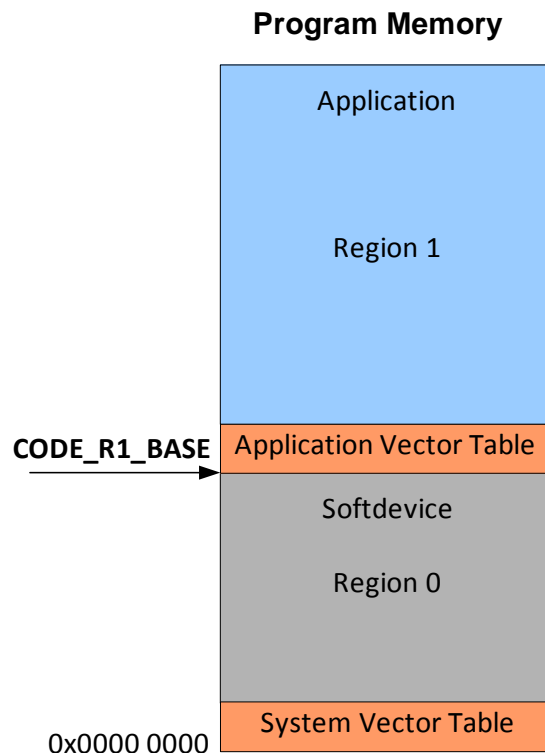 Program Memory
Application
Region 1
Application Vector Table
CODE_R1_BASE
Softdevice
Region 0
System Vector Table
0x0000 0000